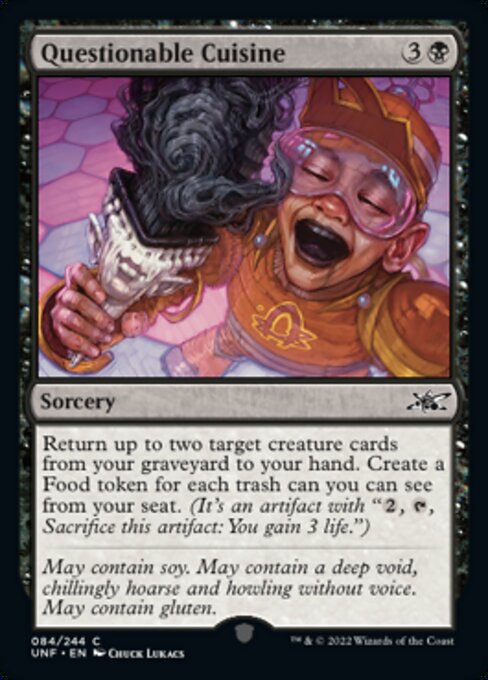 Questionable Cuisine 3
Sorcery
Return up to two target creature cards
from your graveyard to your hand. Create a
Food token for each trash can you can see
from your seat. (It's an artifact with “2, ,
Sacrifice this artifact: You gain 3 life.”)
May contain soy. May contain a deep void,
chillingly hoarse and howling without voice.
May contain gluten.
084/244 C
UNF • EN Chuck Lukacs
™ & © 2022 Wizards of the Coast